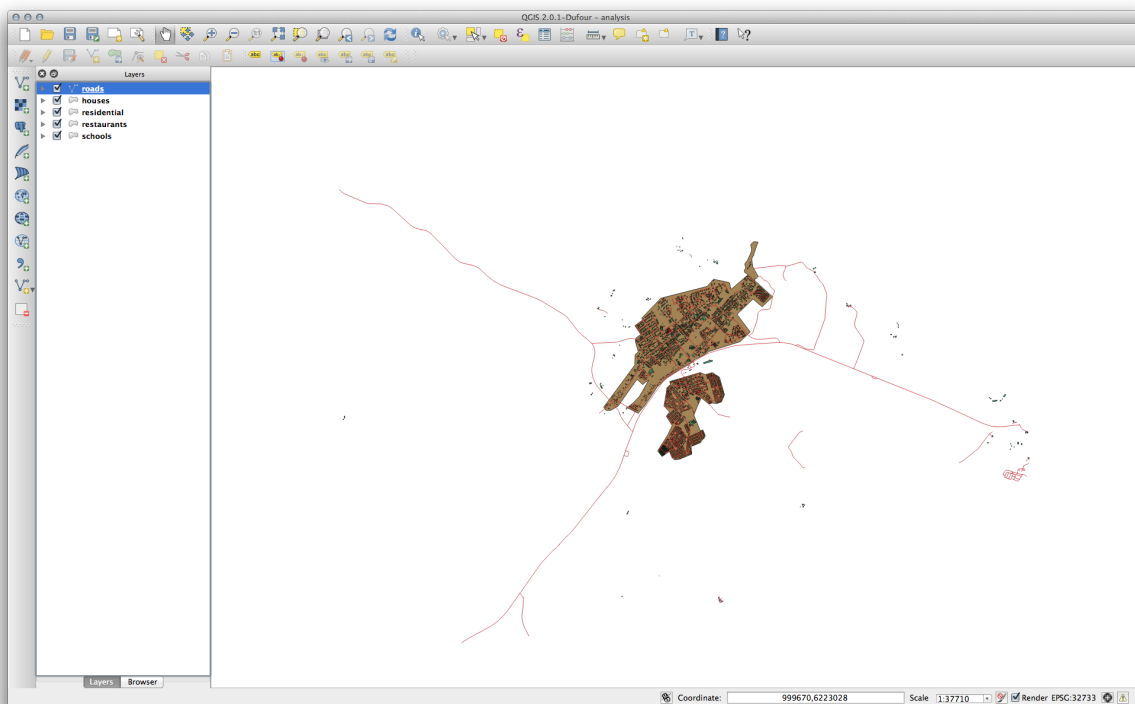 QGIS 2.0.1-Dufour - analysis
Layers
roads
houses
residential
restaurants
schools
Layers Browser
Coordinate: 999670,6223028 Scale 1:37710 Render EPSG:32733